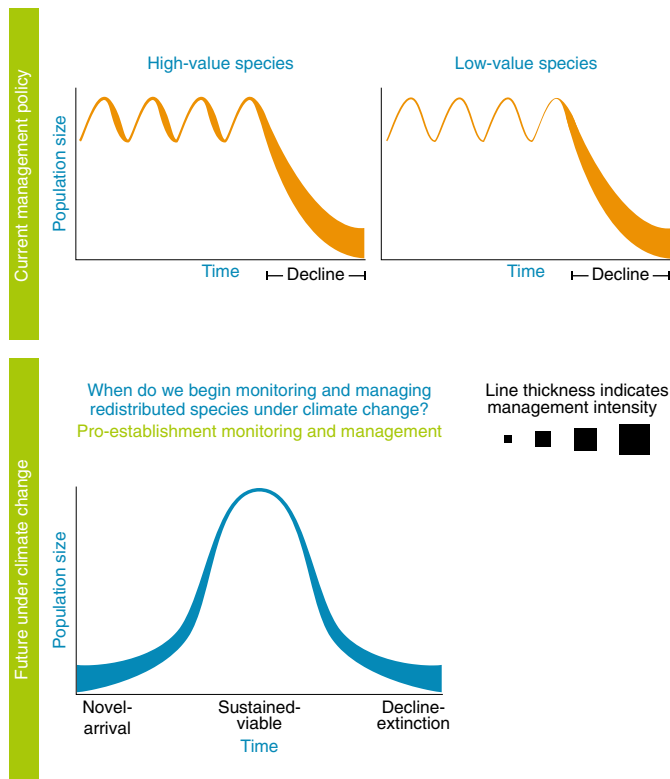 Current management policy
High-value species
Low-value species
Population size
Time
Decline
Time
Decline
Future under climate change
When do we begin monitoring and managing
redistributed species under climate change?
Pro-establishment monitoring and management
Line thickness indicates
management intensity
Population size
Novel-
arrival
Sustained-
viable
Decline-
extinction
Time